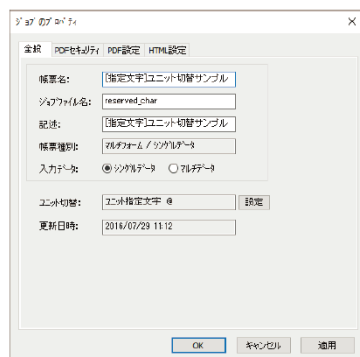 ｼﾞｮﾌﾞのﾌﾟﾛﾊﾟﾃｨ
全般 PDFｾｷｭﾘﾃｨ PDF設定 HTML設定
帳票名: [指定文字]ユニット切替サンプル
ｼﾞｮﾌﾞﾌｧｲﾙ名: reserved_char
記述: [指定文字]ユニット切替サンプル
帳票種別: ﾏﾙﾁﾌｫｰﾑ / ｼﾝｸﾞﾙﾃﾞｰﾀ
入力ﾃﾞｰﾀ: ｼﾝｸﾞﾙﾃﾞｰﾀ ﾏﾙﾁﾃﾞｰﾀ
ﾕﾆｯﾄ切替: ﾕﾆｯﾄ指定文字 @ 設定
更新日時: 2016/07/29 11:12
OK キャンセル 適用